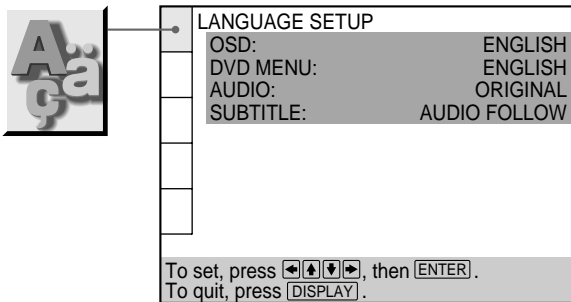 Aäç
LANGUAGE SETUP
OSD: ENGLISH
DVD MENU: ENGLISH
AUDIO: ORIGINAL
SUBTITLE: AUDIO FOLLOW
To set, press ←↑↓→, then ENTER.
To quit, press DISPLAY.